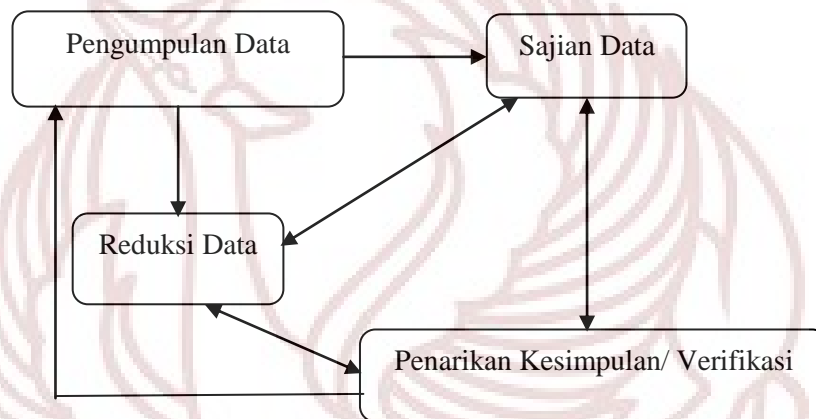 Pengumpulan Data
Sajian Data
Reduksi Data
Penarikan Kesimpulan/ Verifikasi